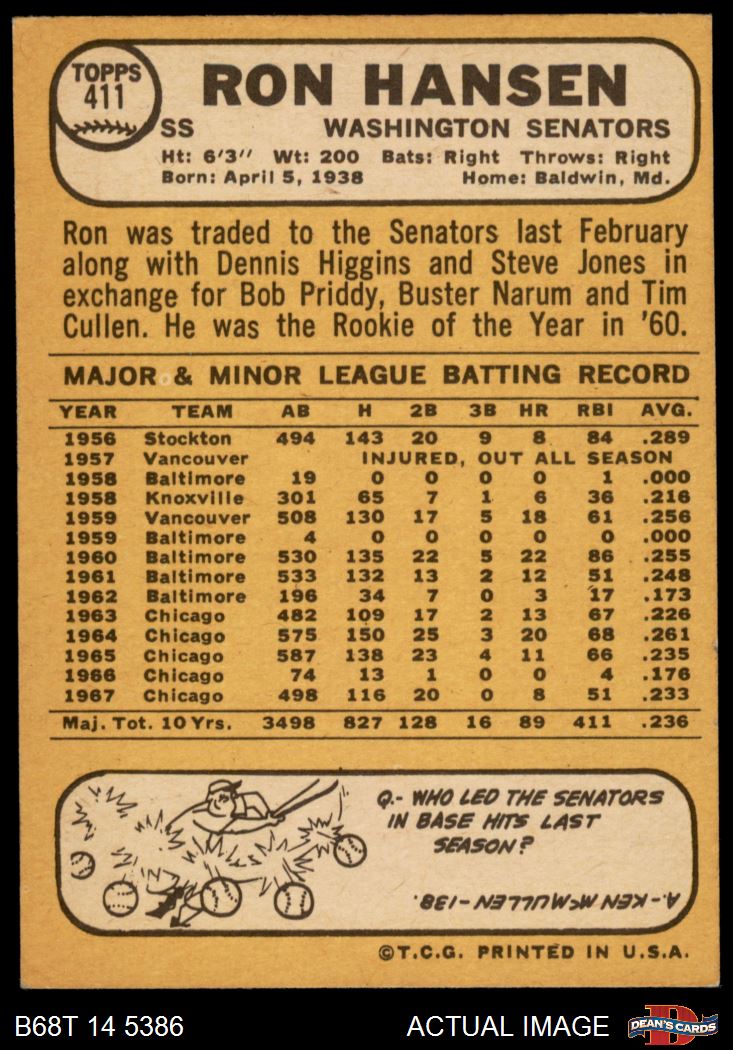 TOPPS
411
RON HANSEN
SS WASHINGTON SENATORS
Ht: 6'3" Wt: 200 Bats: Right Throws: Right
Born: April 5, 1938 Home: Baldwin, Md.
Ron was traded to the Senators last February
along with Dennis Higgins and Steve Jones in
exchange for Bob Priddy, Buster Narum and Tim
Cullen. He was the Rookie of the Year in '60.
MAJOR & MINOR LEAGUE BATTING RECORD
YEAR TEAM AB H 2B 3B HR RBI AVG.
1956 Stockton 494 143 20 9 8 84 .289
1957 Vancouver INJURED, OUT ALL SEASON
1958 Baltimore 19 0 0 0 0 1 .000
1958 Knoxville 301 65 7 1 6 36 .216
1959 Vancouver 508 130 17 5 18 61 .256
1959 Baltimore 4 0 0 0 0 0 .000
1960 Baltimore 530 135 22 5 22 86 .255
1961 Baltimore 533 132 13 2 12 51 .248
1962 Baltimore 196 34 7 0 3 17 .173
1963 Chicago 482 109 17 2 13 67 .226
1964 Chicago 575 150 25 3 20 68 .261
1965 Chicago 587 138 23 4 11 66 .235
1966 Chicago 74 13 1 0 0 4 .176
1967 Chicago 498 116 20 0 8 51 .233
Maj. Tot. 10 Yrs. 3498 827 128 16 89 411 .236
Q.- WHO LED THE SENATORS
IN BASE HITS LAST
SEASON?
A.- KEN McMULLEN - 138.
©T.C.G. PRINTED IN U.S.A.
B68T 14 5386 ACTUAL IMAGE DEAN'S CARDS